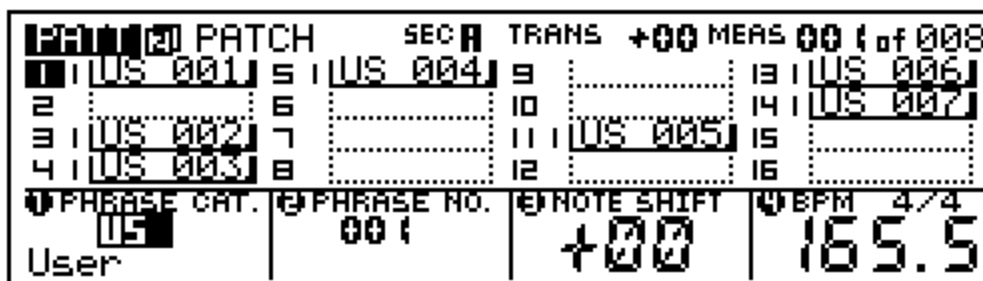 PATT PATCH SEC A TRANS +00 MEAS 001 of 008
1 US 001 5 US 004 9 13 US 006
2 6 10 14 US 007
3 US 002 7 11 US 005 15
4 US 003 8 12 16
1 PHRASE CAT. 2 PHRASE NO. 3 NOTE SHIFT 4 BPM 4/4
US 001 +00 165.5
User